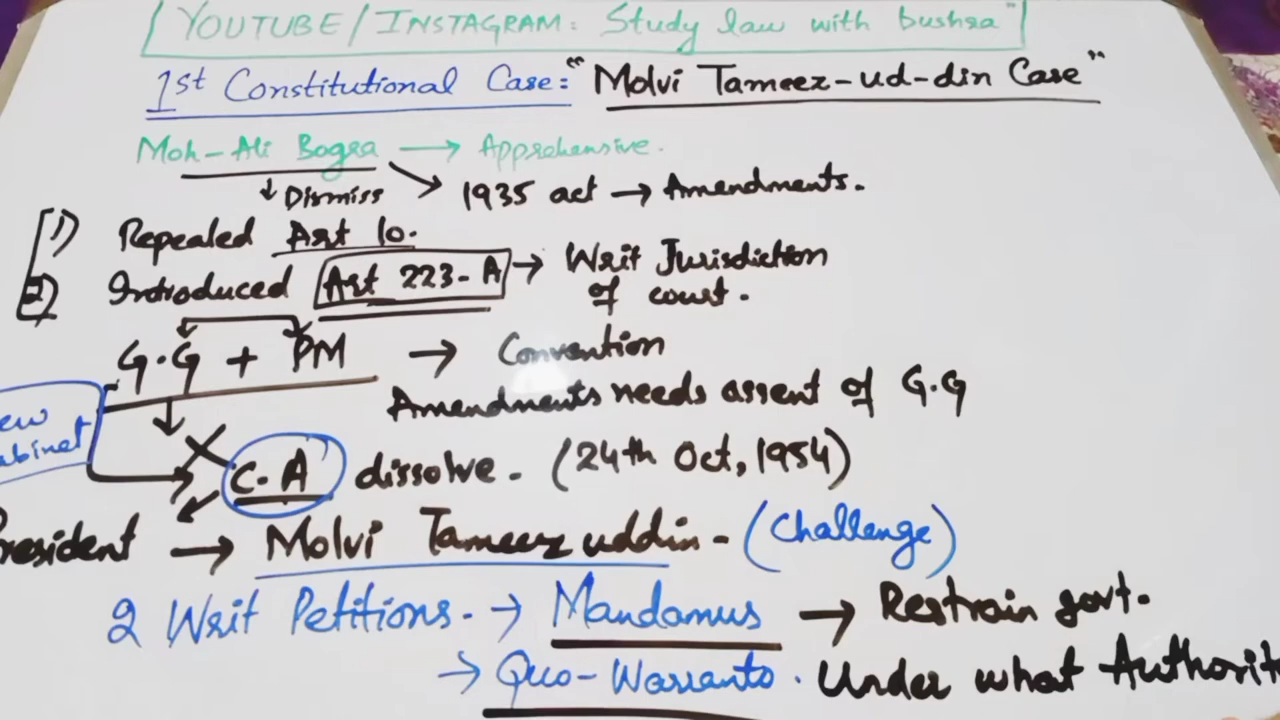 YOUTUBE/INSTAGRAM: Study law with bushra"
1st Constitutional Case: "Molvi Tameez-ud-din Case"
Moh-Ali Bogra → Apprehensive.
↓ Dismiss → 1935 act → Amendments.
1) Repealed Art 10.
2) Introduced Art 223-A → Writ Jurisdiction
of court.
G.G + PM → Convention
Amendments needs assent of G.G
C.A dissolve. (24th Oct, 1954)
→ Molvi Tameezuddin - (Challenge)
2 Writ Petitions. → Mandamus → Restrain govt.
→ Quo-Warranto. Under what